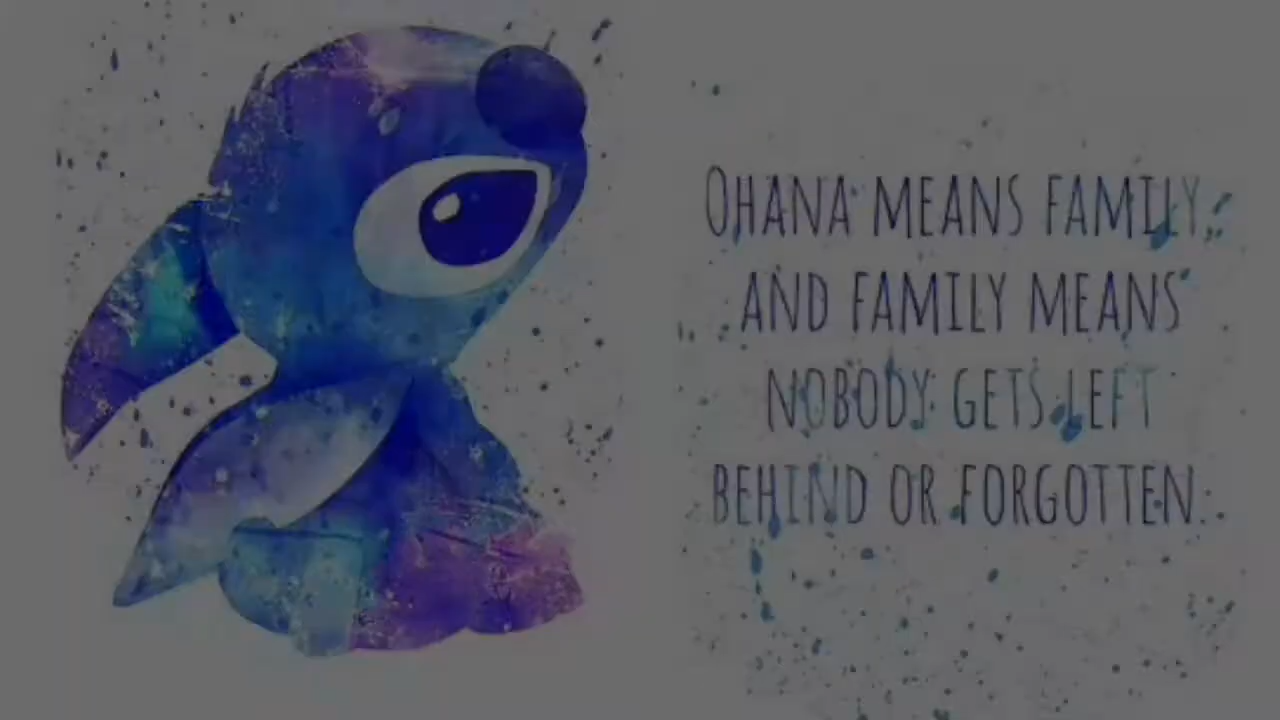 OHANA MEANS FAMILY,
AND FAMILY MEANS
NOBODY GETS LEFT
BEHIND OR FORGOTTEN.